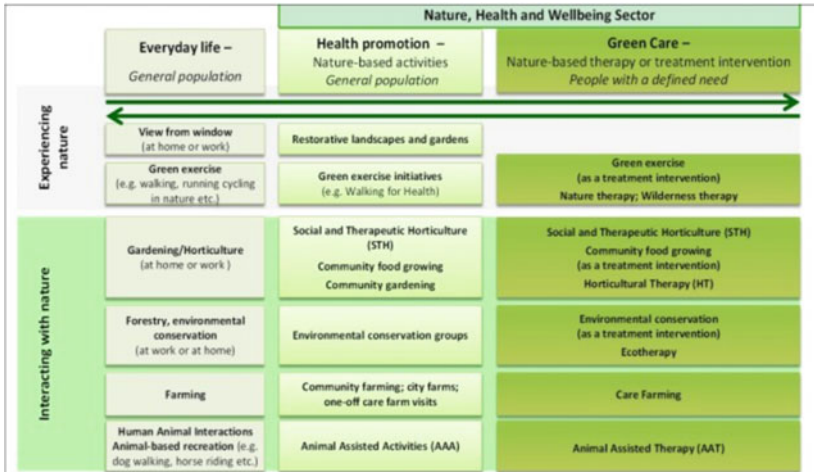 Nature, Health and Wellbeing Sector
Everyday life –
General population
Health promotion –
Nature-based activities
General population
Green Care –
Nature-based therapy or treatment intervention
People with a defined need
Experiencing
nature
View from window
(at home or work)
Restorative landscapes and gardens
Green exercise
(e.g. walking, running cycling
in nature etc.)
Green exercise initiatives
(e.g. Walking for Health)
Green exercise
(as a treatment intervention)
Nature therapy; Wilderness therapy
Interacting with nature
Gardening/Horticulture
(at home or work )
Social and Therapeutic Horticulture
(STH)
Community food growing
Community gardening
Social and Therapeutic Horticulture (STH)
Community food growing
(as a treatment intervention)
Horticultural Therapy (HT)
Forestry, environmental
conservation
(at work or at home)
Environmental conservation groups
Environmental conservation
(as a treatment intervention)
Ecotherapy
Farming
Community farming; city farms;
one-off care farm visits
Care Farming
Human Animal Interactions
Animal-based recreation (e.g.
dog walking, horse riding etc.)
Animal Assisted Activities (AAA)
Animal Assisted Therapy (AAT)